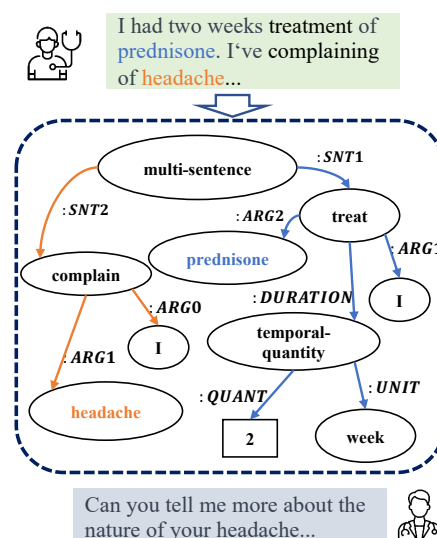 I had two weeks treatment of
prednisone. I've complaining
of headache...
multi-sentence
:SNT1
:SNT2
:ARG2
treat
prednisone
:ARG1
complain
:DURATION
I
:ARG0
temporal-
quantity
I
:ARG1
:QUANT
:UNIT
headache
2
week
Can you tell me more about the
nature of your headache...